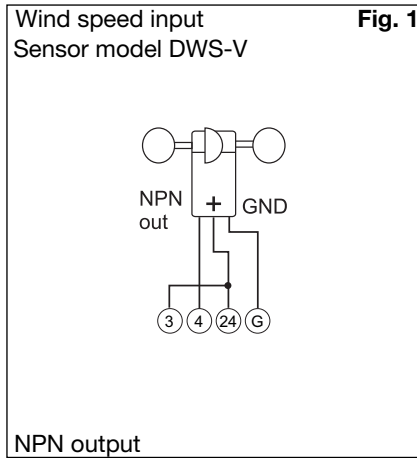 Wind speed input Fig. 1
Sensor model DWS-V
NPN + GND
out
3 4 24 G
NPN output